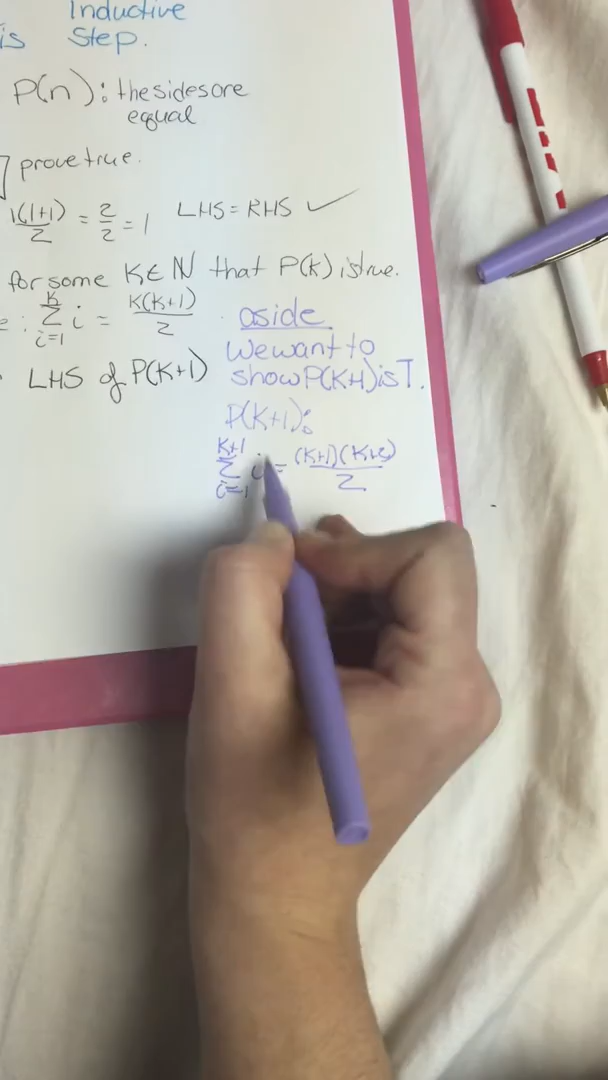 Inductive
is Step.
P(n): the sides are
equal
] prove true.
1(1+1)/2 = 2/2 = 1 LHS = RHS ✓
for some K∈ℕ that P(k) is true.
e: K∑i=1 i = K(K+1)/2
aside
We want to
LHS of P(K+1) show P(K+1) is T.
P(K+1):
K+1∑i=1 i = (K+1)(K+2)/2